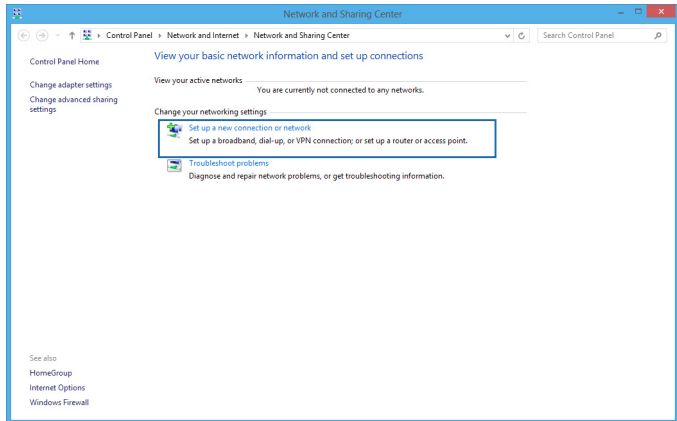 Network and Sharing Center
Control Panel ▸ Network and Internet ▸ Network and Sharing Center
Search Control Panel
Control Panel Home
Change adapter settings
Change advanced sharing
settings
View your basic network information and set up connections
View your active networks
You are currently not connected to any networks.
Change your networking settings
Set up a new connection or network
Set up a broadband, dial-up, or VPN connection; or set up a router or access point.
Troubleshoot problems
Diagnose and repair network problems, or get troubleshooting information.
See also
HomeGroup
Internet Options
Windows Firewall